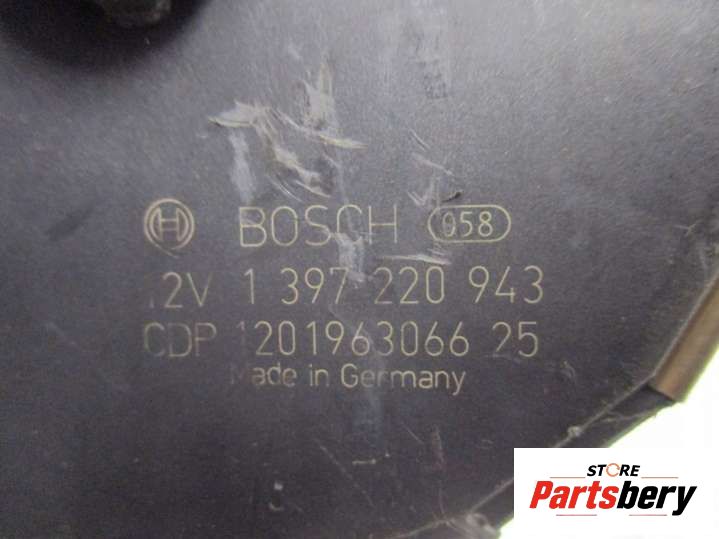 BOSCH 058
12V 1 397 220 943
CDP 1201963066 25
Made in Germany
STORE
Partsbery